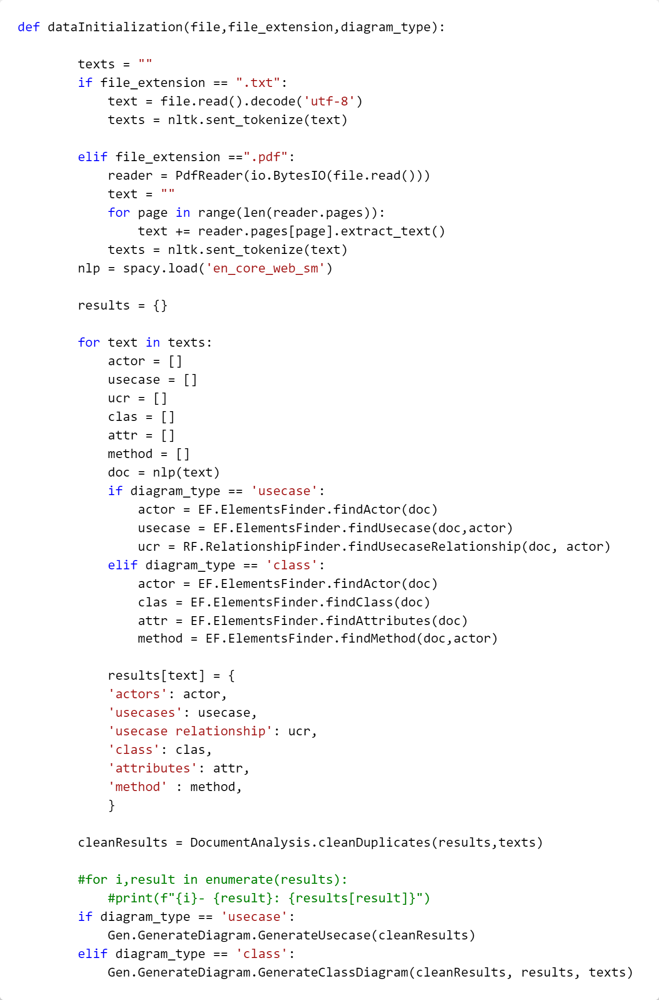 def dataInitialization(file,file_extension,diagram_type):

        texts = ""
        if file_extension == ".txt":
            text = file.read().decode('utf-8')
            texts = nltk.sent_tokenize(text)

        elif file_extension ==".pdf":
            reader = PdfReader(io.BytesIO(file.read()))
            text = ""
            for page in range(len(reader.pages)):
                text += reader.pages[page].extract_text()
            texts = nltk.sent_tokenize(text)
        nlp = spacy.load('en_core_web_sm')

        results = {}

        for text in texts:
            actor = []
            usecase = []
            ucr = []
            clas = []
            attr = []
            method = []
            doc = nlp(text)
            if diagram_type == 'usecase':
                actor = EF.ElementsFinder.findActor(doc)
                usecase = EF.ElementsFinder.findUsecase(doc,actor)
                ucr = RF.RelationshipFinder.findUsecaseRelationship(doc, actor)
            elif diagram_type == 'class':
                actor = EF.ElementsFinder.findActor(doc)
                clas = EF.ElementsFinder.findClass(doc)
                attr = EF.ElementsFinder.findAttributes(doc)
                method = EF.ElementsFinder.findMethod(doc,actor)

            results[text] = {
            'actors': actor,
            'usecases': usecase,
            'usecase relationship': ucr,
            'class': clas,
            'attributes': attr,
            'method' : method,
            }

        cleanResults = DocumentAnalysis.cleanDuplicates(results,texts)

        #for i,result in enumerate(results):
            #print(f"{i}- {result}: {results[result]}")
        if diagram_type == 'usecase':
            Gen.GenerateDiagram.GenerateUsecase(cleanResults)
        elif diagram_type == 'class':
            Gen.GenerateDiagram.GenerateClassDiagram(cleanResults, results, texts)